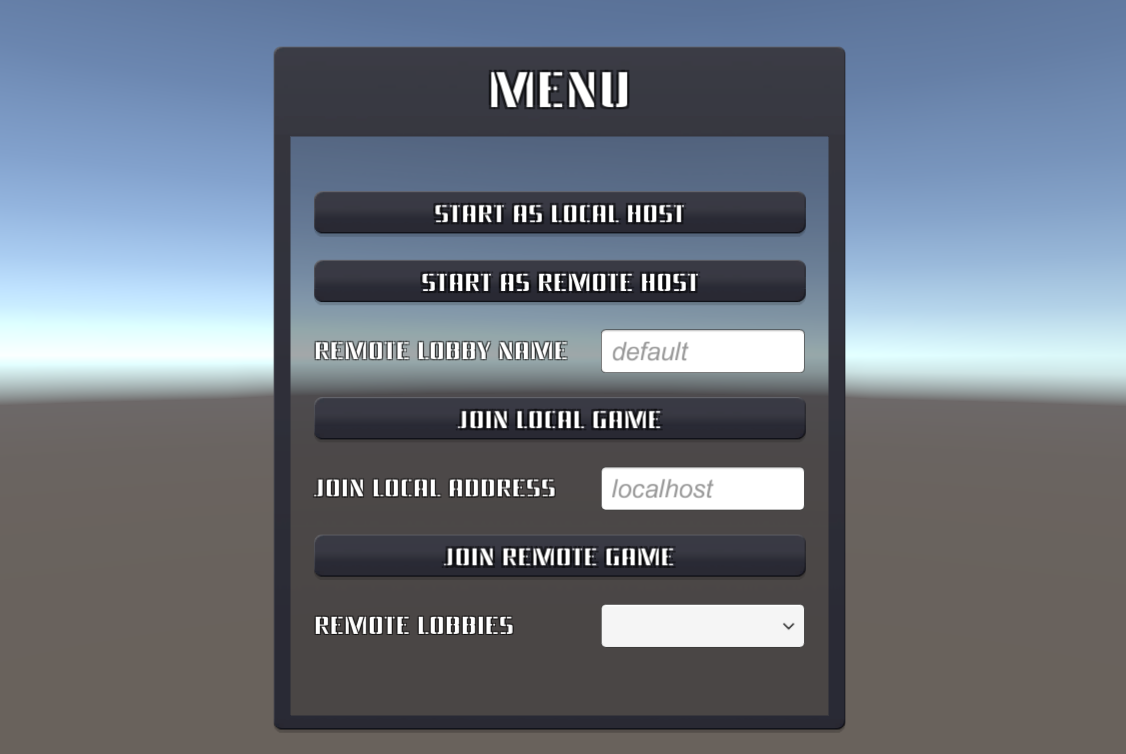 MENU
START AS LOCAL HOST
START AS REMOTE HOST
REMOTE LOBBY NAME default
JOIN LOCAL GAME
JOIN LOCAL ADDRESS localhost
JOIN REMOTE GAME
REMOTE LOBBIES